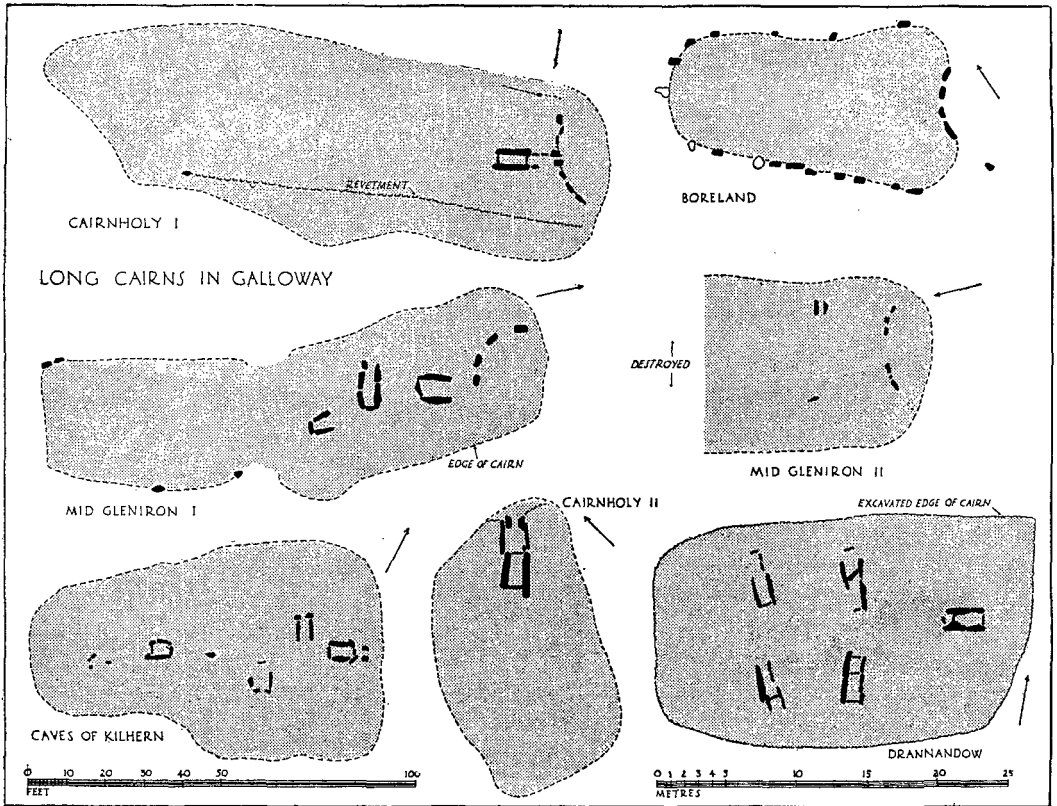 CAIRNHOLY I
REVETMENT
BORELAND
LONG CAIRNS IN GALLOWAY
MID GLENIRON I
EDGE OF CAIRN
DESTROYED
MID GLENIRON II
CAVES OF KILHERN
CAIRNHOLY II
EXCAVATED EDGE OF CAIRN
DRANNANDOW
0 10 20 30 40 50 100
FEET
0 1 2 3 4 5 10 15 20 25
METRES